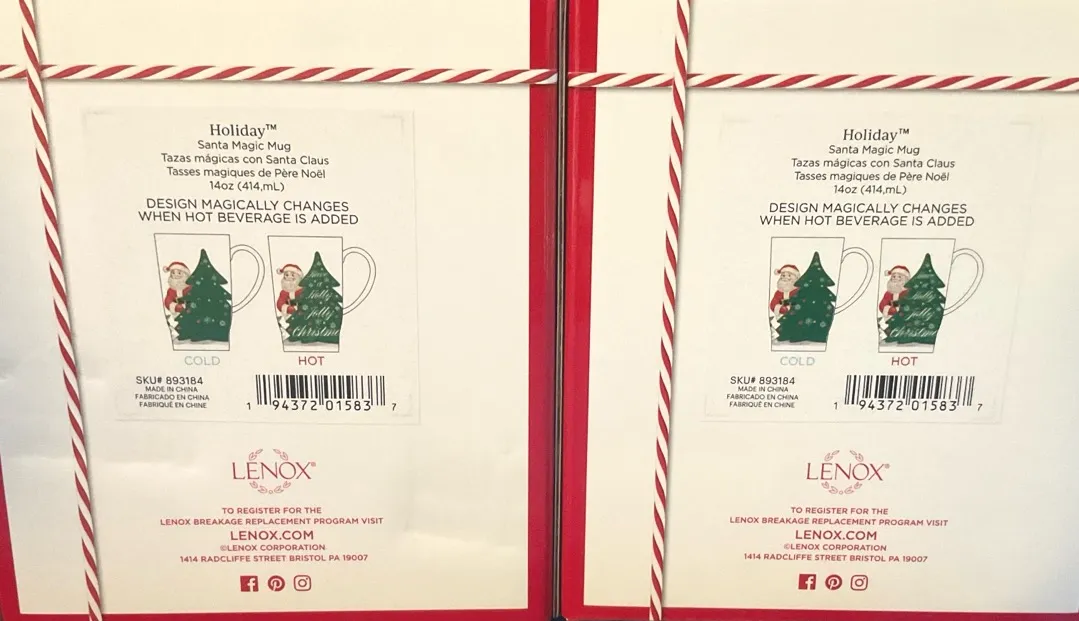 Holiday™
Santa Magic Mug
Tazas mágicas con Santa Claus
Tasses magiques de Père Noël
14oz (414,mL)
DESIGN MAGICALLY CHANGES
WHEN HOT BEVERAGE IS ADDED
Holly
Jolly
Christmas
COLD
HOT
SKU# 893184
MADE IN CHINA
FABRICADO EN CHINA
FABRIQUÉ EN CHINE
1 94372 01583 7
LENOX®
TO REGISTER FOR THE
LENOX BREAKAGE REPLACEMENT PROGRAM VISIT
LENOX.COM
©LENOX CORPORATION
1414 RADCLIFFE STREET BRISTOL PA 19007
Holiday™
Santa Magic Mug
Tazas mágicas con Santa Claus
Tasses magiques de Père Noël
14oz (414,mL)
DESIGN MAGICALLY CHANGES
WHEN HOT BEVERAGE IS ADDED
Holly
Jolly
Christmas
COLD
HOT
SKU# 893184
MADE IN CHINA
FABRICADO EN CHINA
FABRIQUÉ EN CHINE
1 94372 01583 7
LENOX®
TO REGISTER FOR THE
LENOX BREAKAGE REPLACEMENT PROGRAM VISIT
LENOX.COM
©LENOX CORPORATION
1414 RADCLIFFE STREET BRISTOL PA 19007